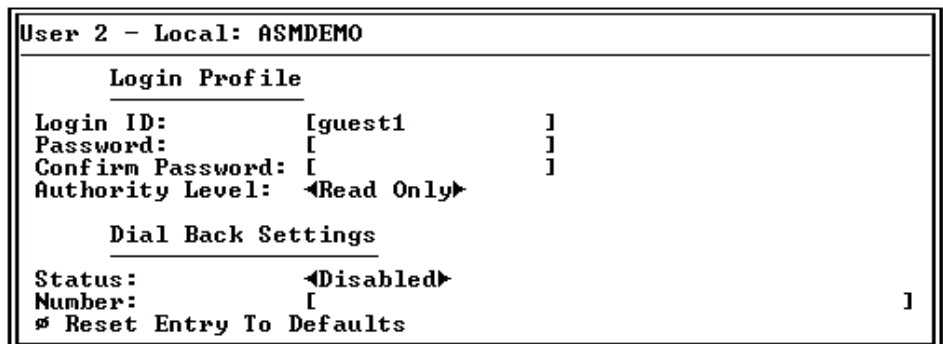 User 2 - Local: ASMDEMO
Login Profile
Login ID: [guest1 ]
Password: [ ]
Confirm Password: [ ]
Authority Level: ◄Read Only►
Dial Back Settings
Status: ◄Disabled►
Number: [ ]
ø Reset Entry To Defaults